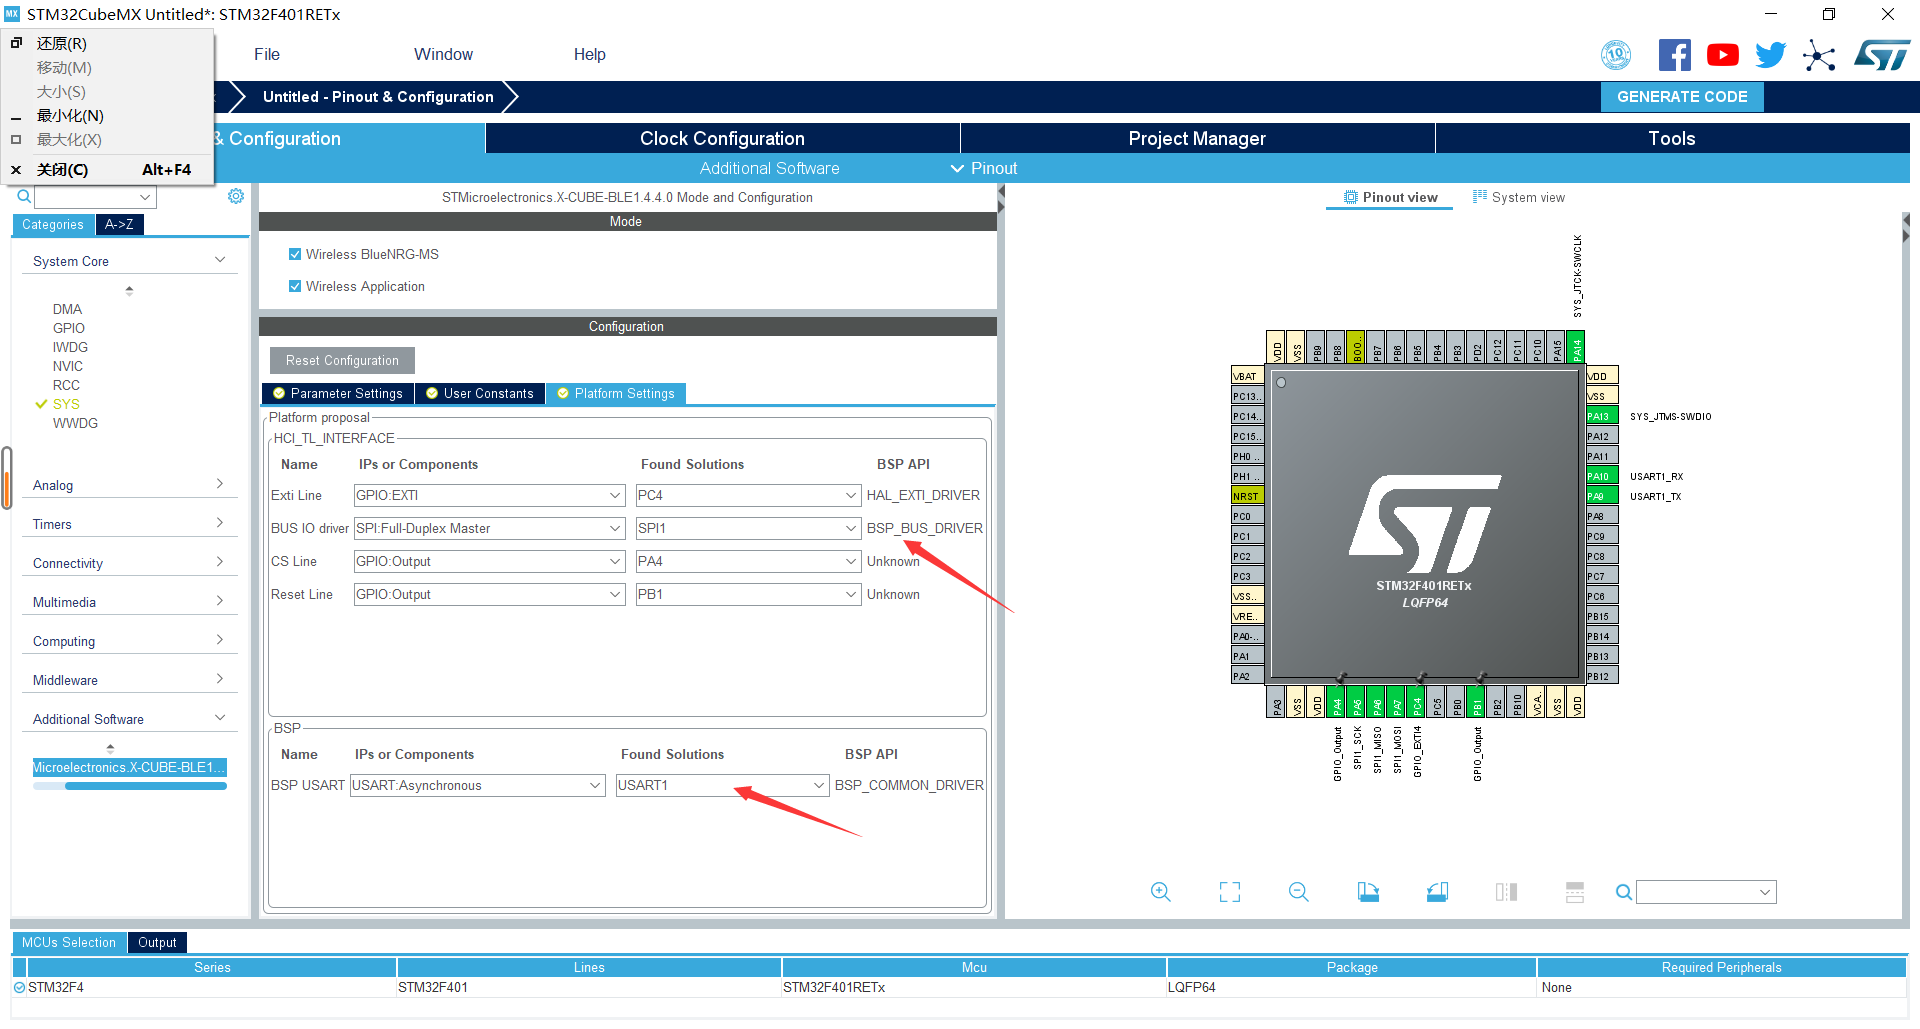 MX STM32CubeMX Untitled*: STM32F401RETx
还原(R)
移动(M)
大小(S)
最小化(N)
最大化(X)
关闭(C) Alt+F4
File Window Help
Untitled - Pinout & Configuration
GENERATE CODE
& Configuration
Clock Configuration
Project Manager
Tools
Additional Software
Pinout
Categories
A->Z
System Core
DMA
GPIO
IWDG
NVIC
RCC
SYS
WWDG
Analog
Timers
Connectivity
Multimedia
Computing
Middleware
Additional Software
Microelectronics.X-CUBE-BLE1...
STMicroelectronics.X-CUBE-BLE1.4.4.0 Mode and Configuration
Mode
Wireless BlueNRG-MS
Wireless Application
Configuration
Reset Configuration
Parameter Settings
User Constants
Platform Settings
Platform proposal
HCI_TL_INTERFACE
Name IPs or Components Found Solutions BSP API
Exti Line GPIO:EXTI PC4 HAL_EXTI_DRIVER
BUS IO driver SPI:Full-Duplex Master SPI1 BSP_BUS_DRIVER
CS Line GPIO:Output PA4 Unknown
Reset Line GPIO:Output PB1 Unknown
BSP
Name IPs or Components Found Solutions BSP API
BSP USART USART:Asynchronous USART1 BSP_COMMON_DRIVER
Pinout view
System view
SYS_JTCK-SWCLK
VDD
VSS
PB9
PB8
BOO..
PB7
PB6
PB5
PB4
PB3
PD2
PC12
PC11
PC10
PA15
PA14
VBAT
PC13..
PC14..
PC15..
PH0 ..
PH1 ..
NRST
PC0
PC1
PC2
PC3
VSS..
VRE..
PA0-..
PA1
PA2
VDD
VSS
PA13 SYS_JTMS-SWDIO
PA12
PA11
PA10 USART1_RX
PA9 USART1_TX
PA8
PC9
PC8
PC7
PC6
PB15
PB14
PB13
PB12
ST
STM32F401RETx
LQFP64
PA3
VSS
VDD
PA4
PA5
PA6
PA7
PC4
PC5
PB0
PB1
PB2
PB10
VCA.
VSS
VDD
GPIO_Output
SPI1_SCK
SPI1_MISO
SPI1_MOSI
GPIO_EXTI4
GPIO_Output
MCUs Selection
Output
Series Lines Mcu Package Required Peripherals
STM32F4 STM32F401 STM32F401RETx LQFP64 None